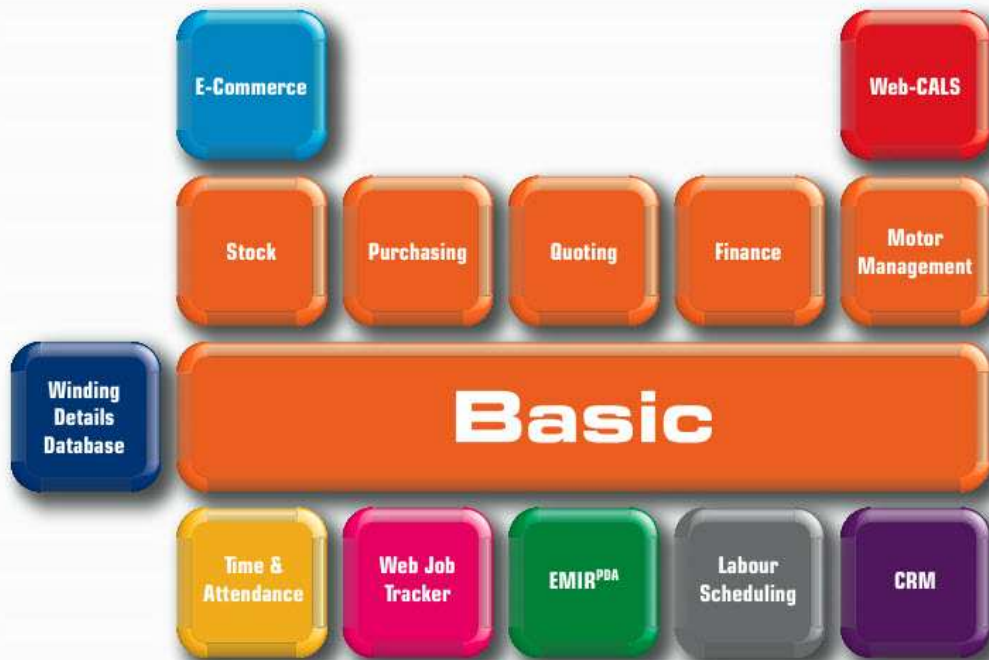 E-Commerce
Web-CALS
Stock
Purchasing
Quoting
Finance
Motor
Management
Winding
Details
Database
Basic
Time &
Attendance
Web Job
Tracker
EMIRPDA
Labour
Scheduling
CRM